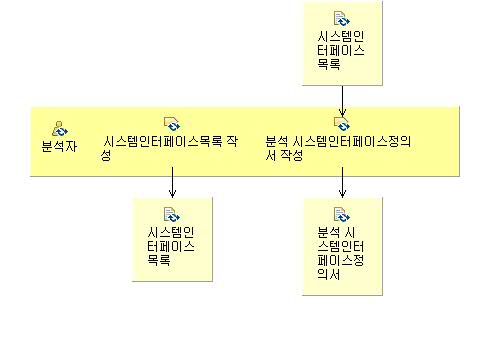 시스템인
터페이스
목록
분석자
시스템인터페이스목록 작
성
분석 시스템인터페이스정의
서 작성
시스템인
터페이스
목록
분석 시
스템인터
페이스정
의서